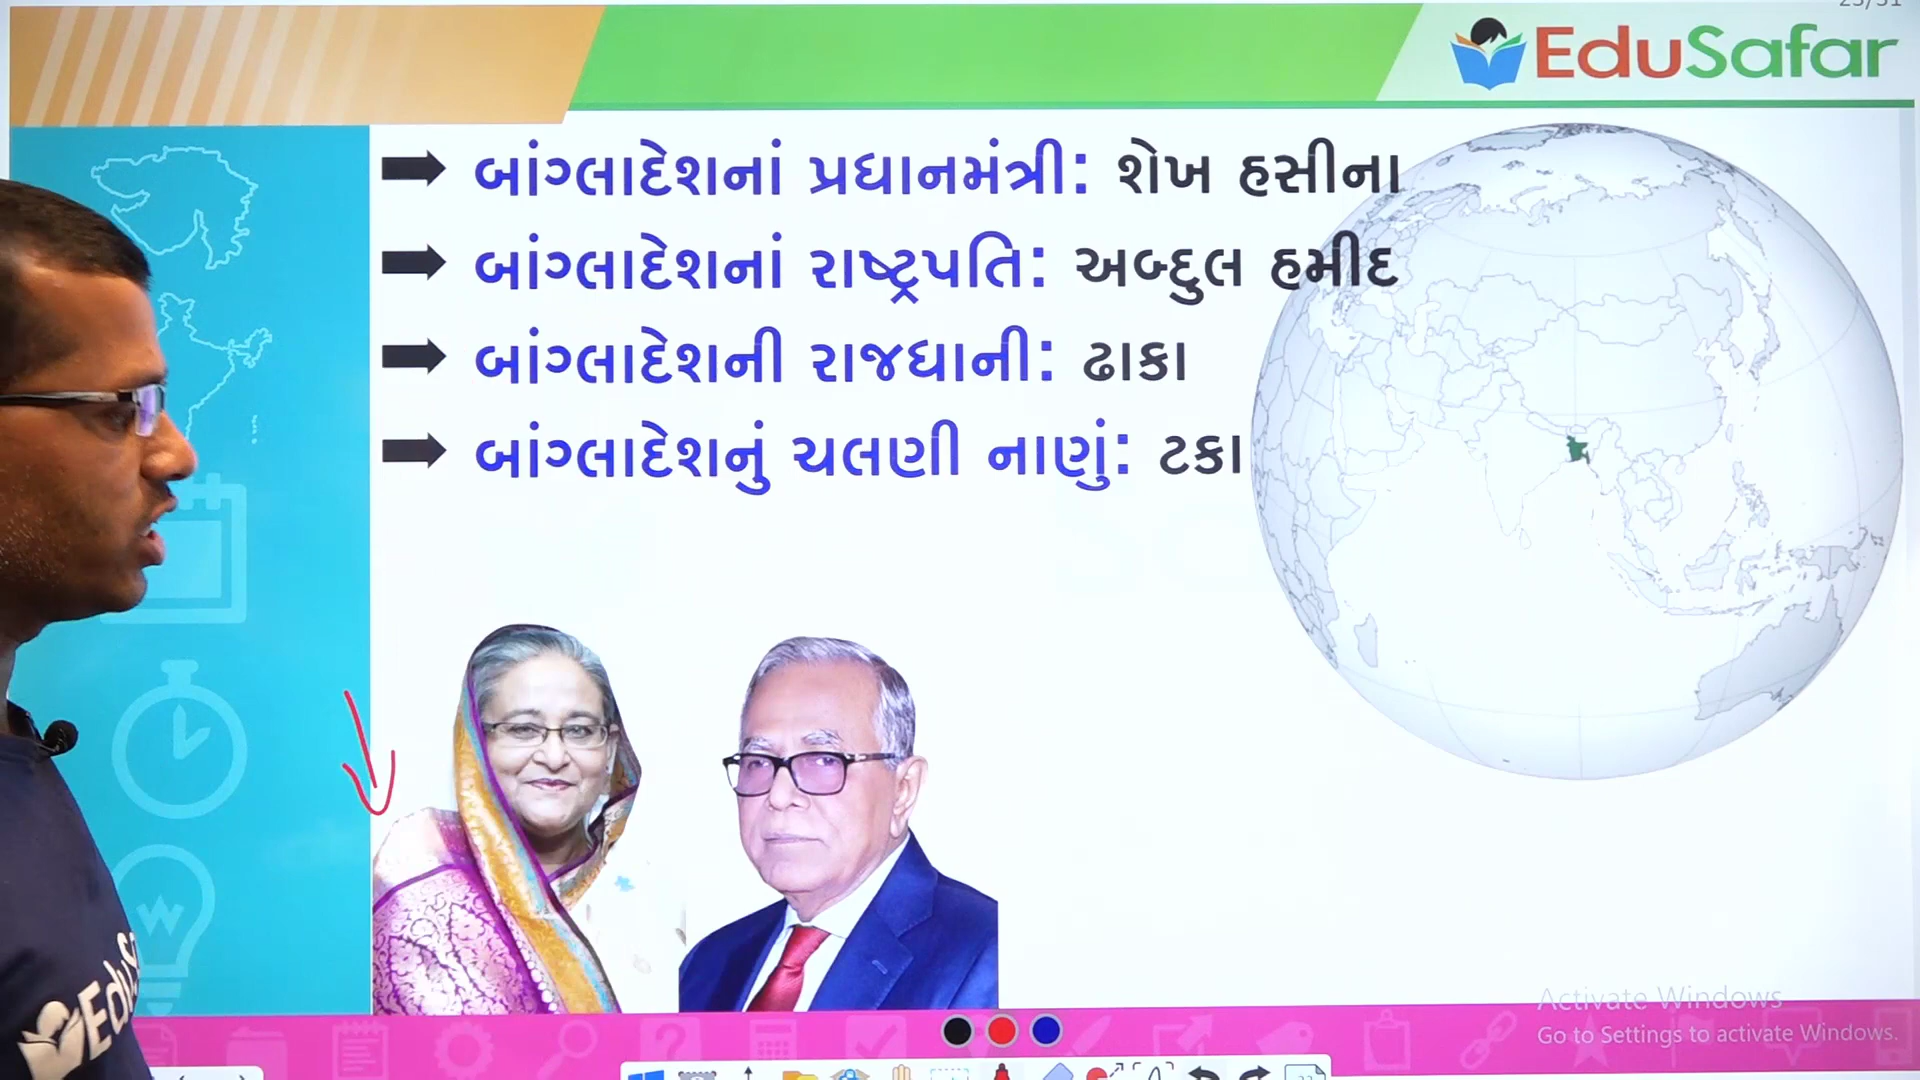 EduSafar
બાંગ્લાદેશનાં પ્રધાનમંત્રી: શેખ હસીના
બાંગ્લાદેશનાં રાષ્ટ્રપતિ: અબ્દુલ હમીદ
બાંગ્લાદેશની રાજધાની: ઢાકા
બાંગ્લાદેશનું ચલણી નાણું: ટકા
Activate Windows
Go to Settings to activate Windows.